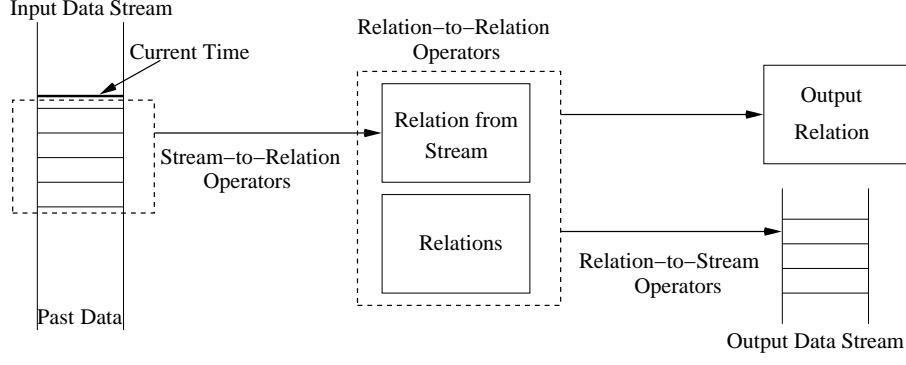 Input Data Stream
Current Time
Past Data
Stream−to−Relation
Operators
Relation−to−Relation
Operators
Relation from
Stream
Relations
Output
Relation
Relation−to−Stream
Operators
Output Data Stream